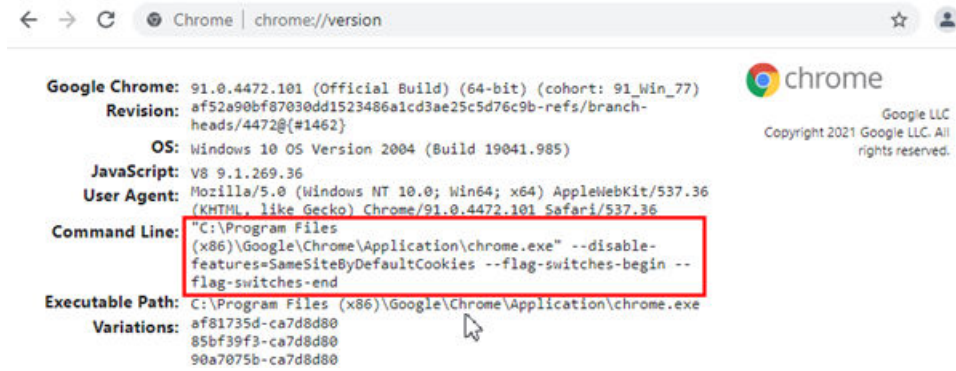 Chrome | chrome://version
chrome
Google LLC
Copyright 2021 Google LLC. All
rights reserved.
Google Chrome: 91.0.4472.101 (Official Build) (64-bit) (cohort: 91_Win_77)
Revision: af52a90bf87030dd1523486a1cd3ae25c5d76c9b-refs/branch-
heads/4472@{#1462}
OS: Windows 10 OS Version 2004 (Build 19041.985)
JavaScript: V8 9.1.269.36
User Agent: Mozilla/5.0 (Windows NT 10.0; Win64; x64) AppleWebKit/537.36
(KHTML, like Gecko) Chrome/91.0.4472.101 Safari/537.36
Command Line: "C:\Program Files
(x86)\Google\Chrome\Application\chrome.exe" --disable-
features=SameSiteByDefaultCookies --flag-switches-begin --
flag-switches-end
Executable Path: C:\Program Files (x86)\Google\Chrome\Application\chrome.exe
Variations: af81735d-ca7d8d80
85bf39f3-ca7d8d80
90a7075b-ca7d8d80